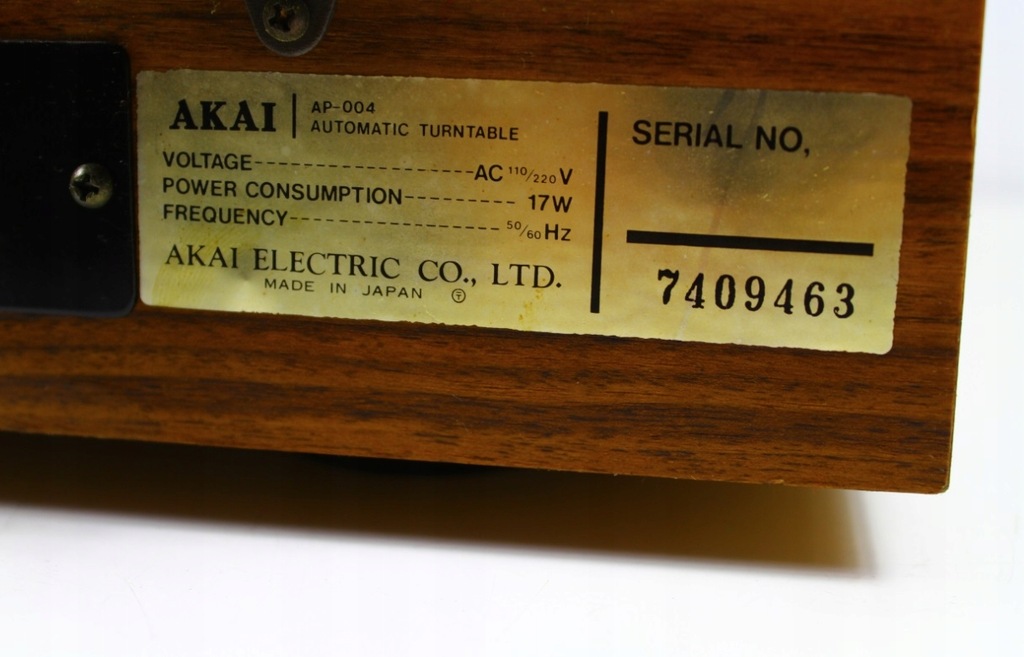 AKAI
AP-004
AUTOMATIC TURNTABLE
VOLTAGE---------------AC 110/220 V
POWER CONSUMPTION--------- 17W
FREQUENCY----------------- 50/60 Hz
AKAI ELECTRIC CO., LTD.
MADE IN JAPAN 〶
SERIAL NO,
7409463